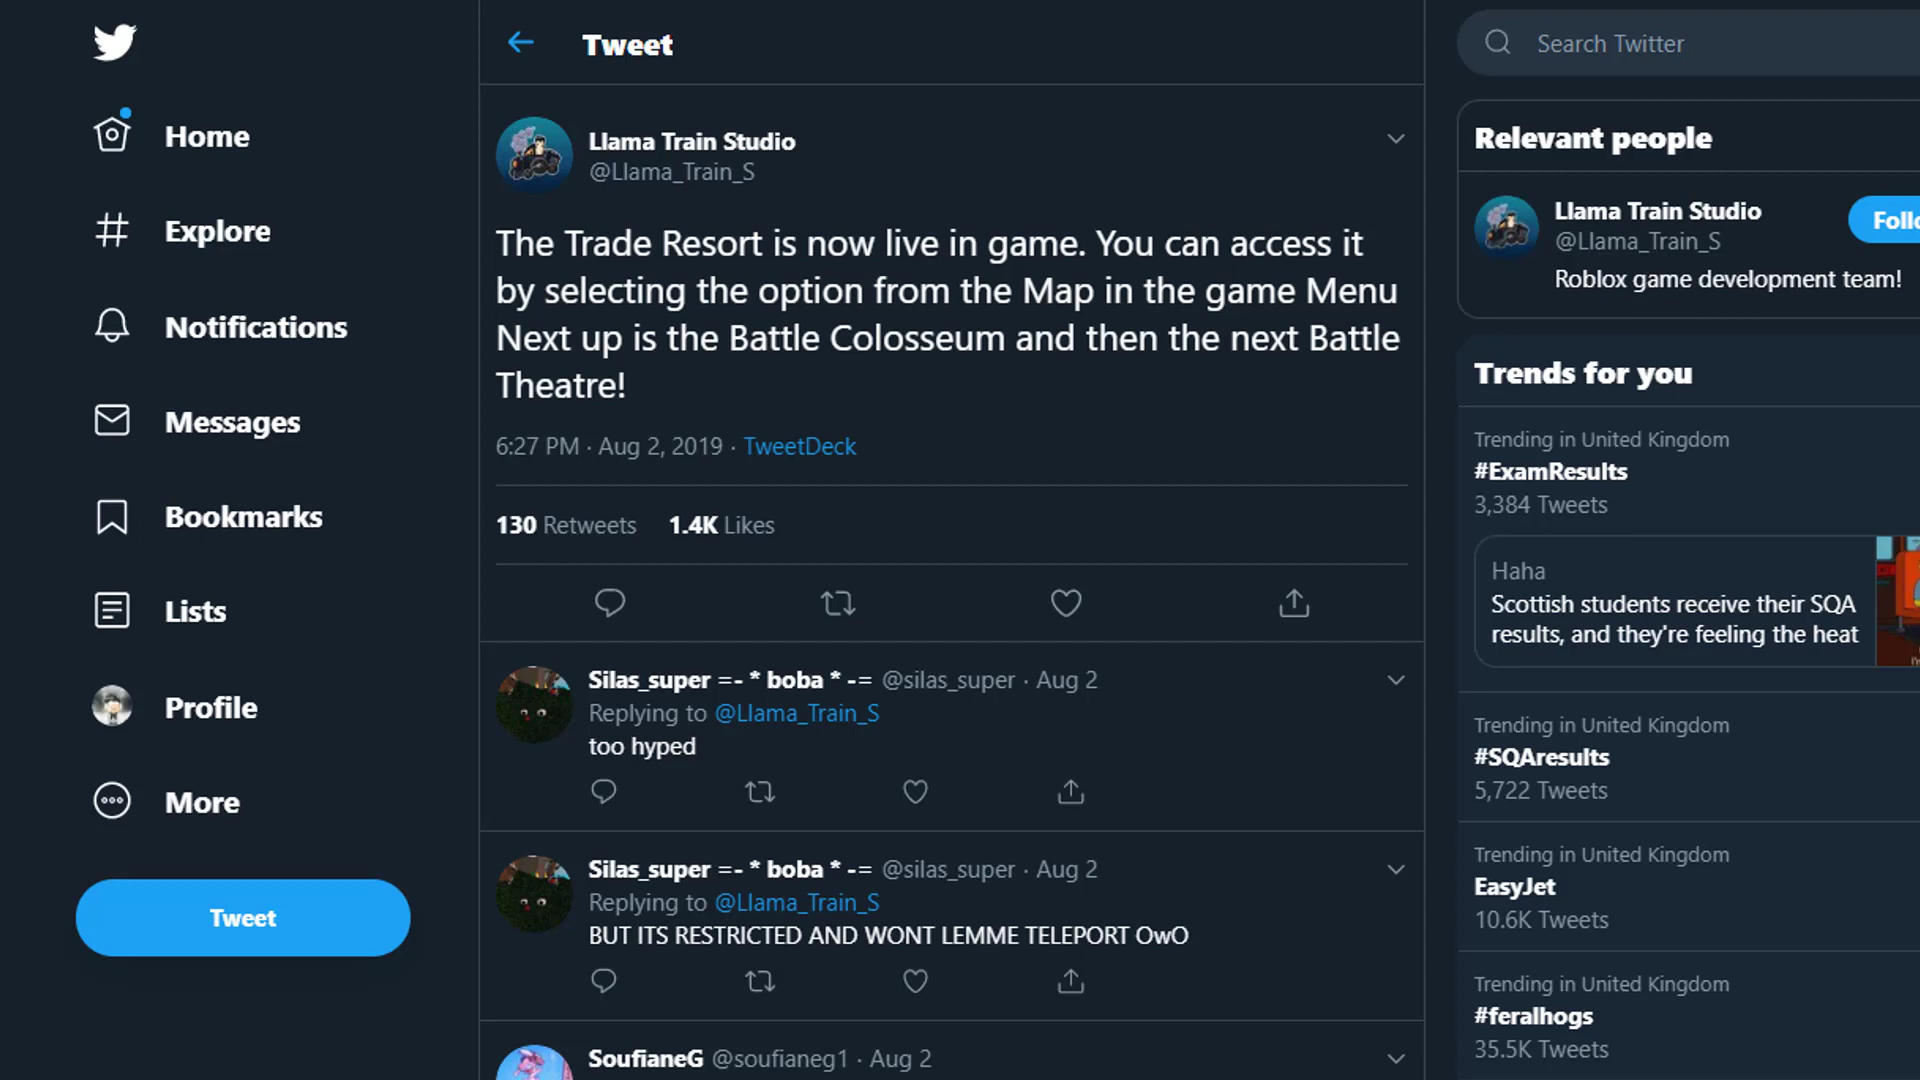 Home
Explore
Notifications
Messages
Bookmarks
Lists
Profile
More
Tweet
Tweet
Llama Train Studio
@Llama_Train_S
The Trade Resort is now live in game. You can access it
by selecting the option from the Map in the game Menu
Next up is the Battle Colosseum and then the next Battle
Theatre!
6:27 PM · Aug 2, 2019 · TweetDeck
130 Retweets 1.4K Likes
Silas_super =- * boba * -= @silas_super · Aug 2
Replying to @Llama_Train_S
too hyped
Silas_super =- * boba * -= @silas_super · Aug 2
Replying to @Llama_Train_S
BUT ITS RESTRICTED AND WONT LEMME TELEPORT OwO
SoufianeG @soufianeg1 · Aug 2
Search Twitter
Relevant people
Llama Train Studio
@Llama_Train_S
Follo
Roblox game development team!
Trends for you
Trending in United Kingdom
#ExamResults
3,384 Tweets
Haha
Scottish students receive their SQA
results, and they're feeling the heat
Trending in United Kingdom
#SQAresults
5,722 Tweets
Trending in United Kingdom
EasyJet
10.6K Tweets
Trending in United Kingdom
#feralhogs
35.5K Tweets